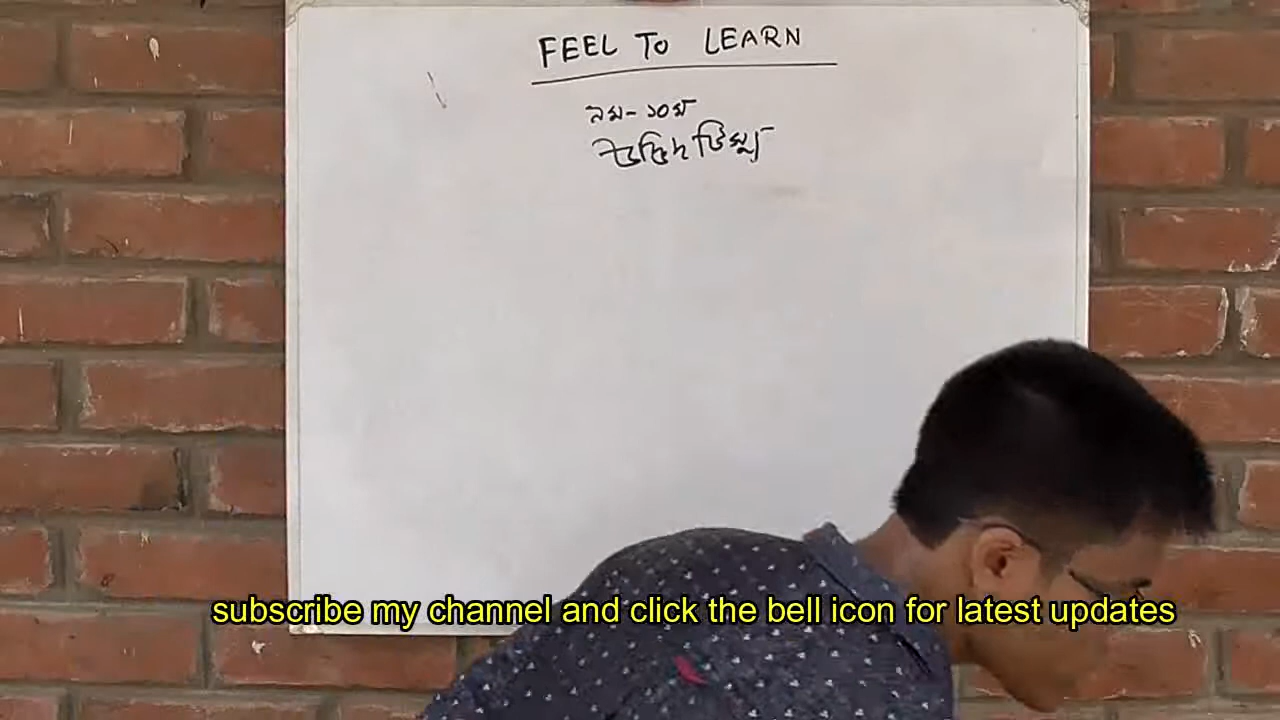 FEEL TO LEARN
৯ম-১০ম
subscribe my channel and click the bell icon for latest updates